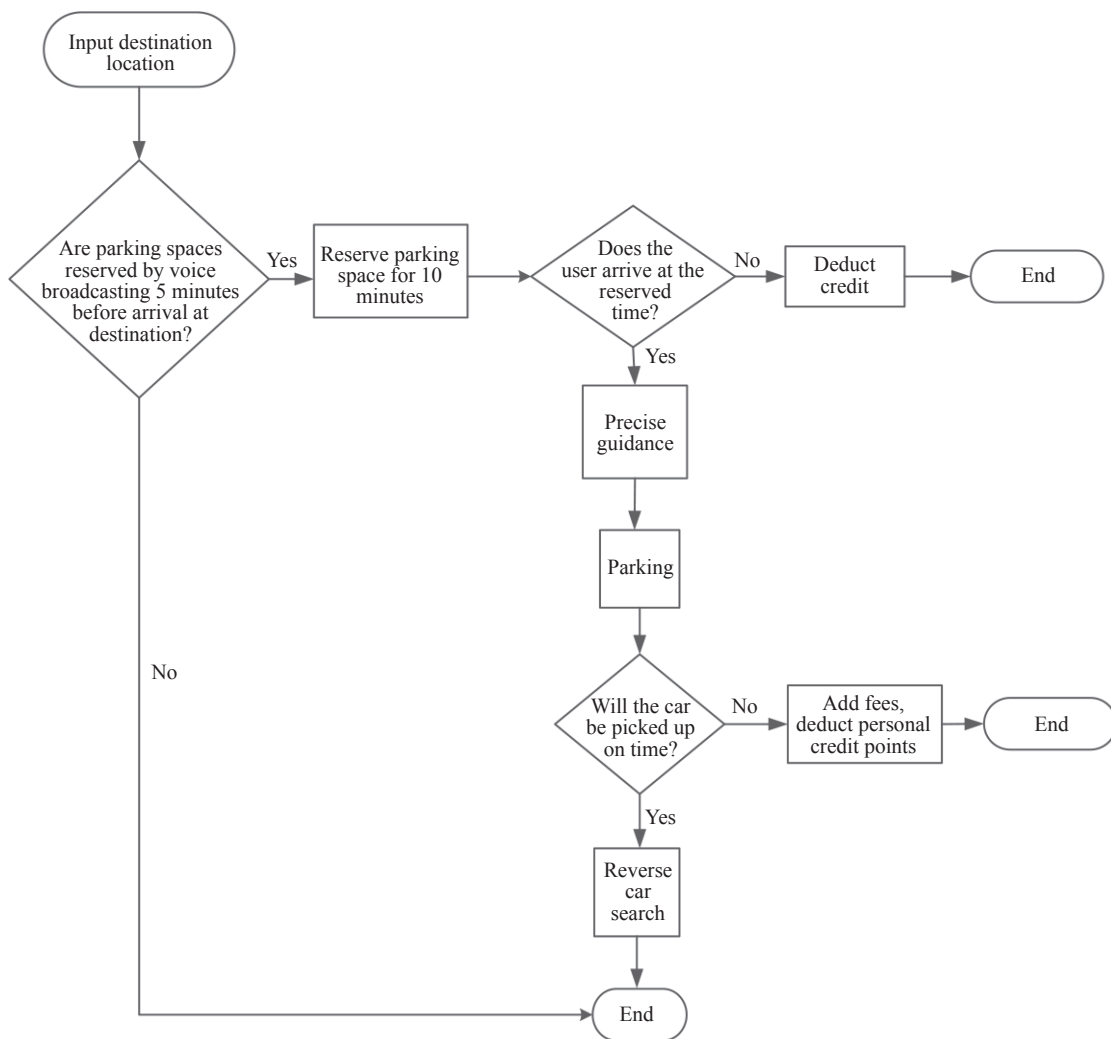 Input destination
location
Are parking spaces
reserved by voice
broadcasting 5 minutes
before arrival at
destination?
Yes
Reserve parking
space for 10
minutes
Does the
user arrive at the
reserved
time?
No
Deduct
credit
End
Yes
Precise
guidance
Parking
No
Will the car
be picked up
on time?
No
Add fees,
deduct personal
credit points
End
Yes
Reverse
car
search
End